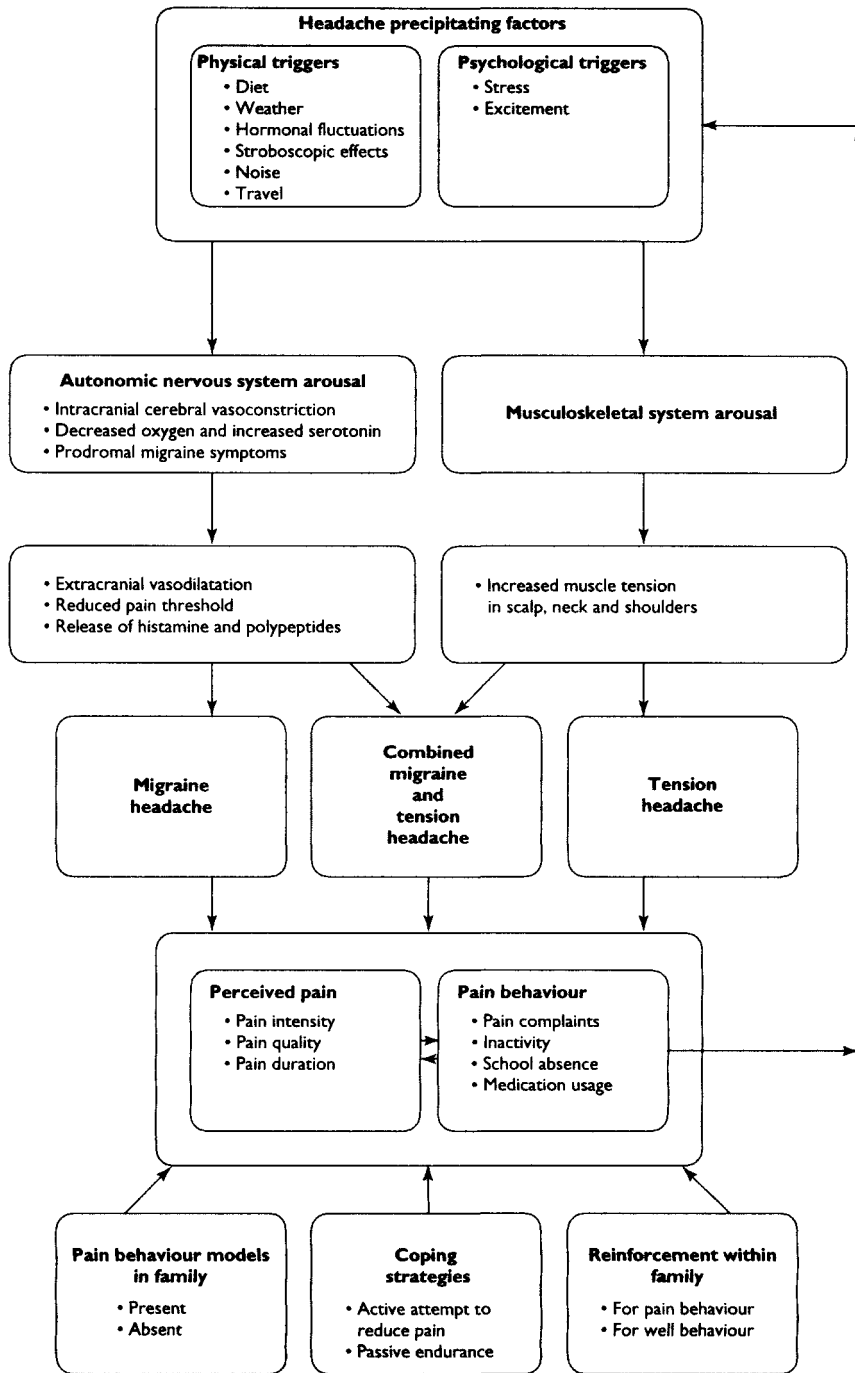 Headache precipitating factors
Physical triggers
• Diet
• Weather
• Hormonal fluctuations
• Stroboscopic effects
• Noise
• Travel
Psychological triggers
• Stress
• Excitement
Autonomic nervous system arousal
• Intracranial cerebral vasoconstriction
• Decreased oxygen and increased serotonin
• Prodromal migraine symptoms
Musculoskeletal system arousal
• Extracranial vasodilatation
• Reduced pain threshold
• Release of histamine and polypeptides
• Increased muscle tension
in scalp, neck and shoulders
Migraine
headache
Combined
migraine
and
tension
headache
Tension
headache
Perceived pain
• Pain intensity
• Pain quality
• Pain duration
Pain behaviour
• Pain complaints
• Inactivity
• School absence
• Medication usage
Pain behaviour models
in family
• Present
• Absent
Coping
strategies
• Active attempt to
reduce pain
• Passive endurance
Reinforcement within
family
• For pain behaviour
• For well behaviour